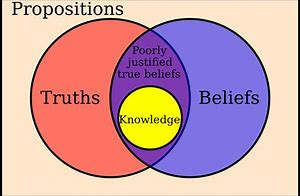 Propositions
Poorly
justified
true beliefs
Truths
Beliefs
Knowledge